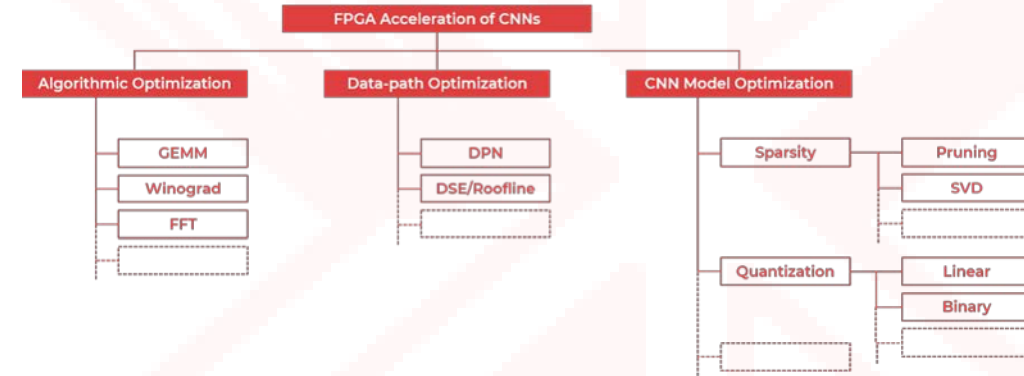 FPGA Acceleration of CNNs
Algorithmic Optimization
Data-path Optimization
CNN Model Optimization
GEMM
Winograd
FFT
DPN
DSE/Roofline
Sparsity
Pruning
SVD
Quantization
Linear
Binary